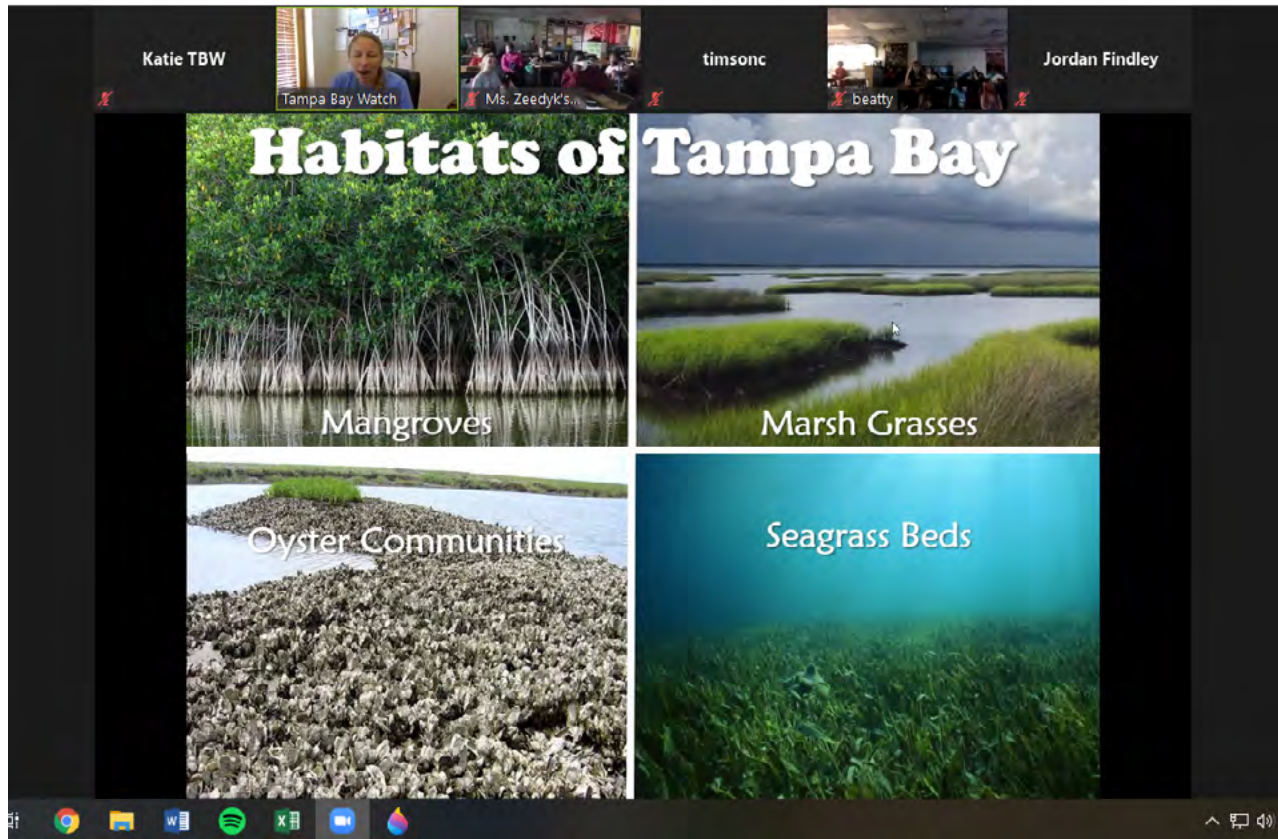 Katie TBW
Tampa Bay Watch
Ms. Zeedyk's...
timsonc
beatty
Jordan Findley
Habitats of Tampa Bay
Mangroves
Marsh Grasses
Oyster Communities
Seagrass Beds